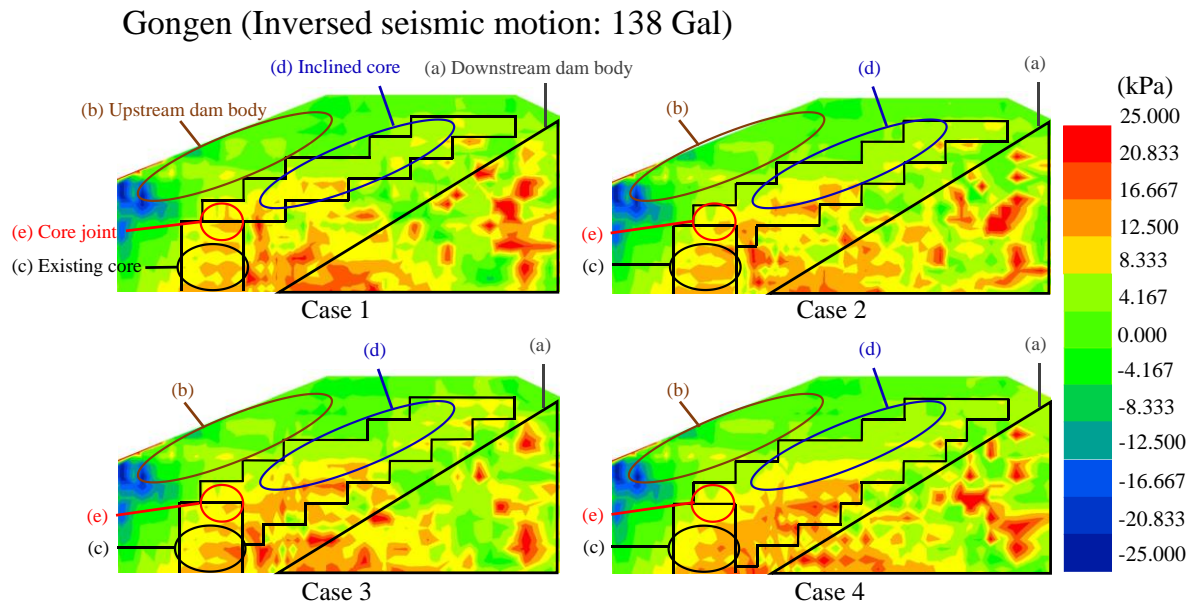 Gongen (Inversed seismic motion: 138 Gal)
(d) Inclined core
(a) Downstream dam body
(b) Upstream dam body
(e) Core joint
(c) Existing core
Case 1
(d)
(a)
(b)
(e)
(c)
Case 2
(d)
(a)
(b)
(e)
(c)
Case 3
(d)
(a)
(b)
(e)
(c)
Case 4
(kPa)
25.000
20.833
16.667
12.500
8.333
4.167
0.000
-4.167
-8.333
-12.500
-16.667
-20.833
-25.000